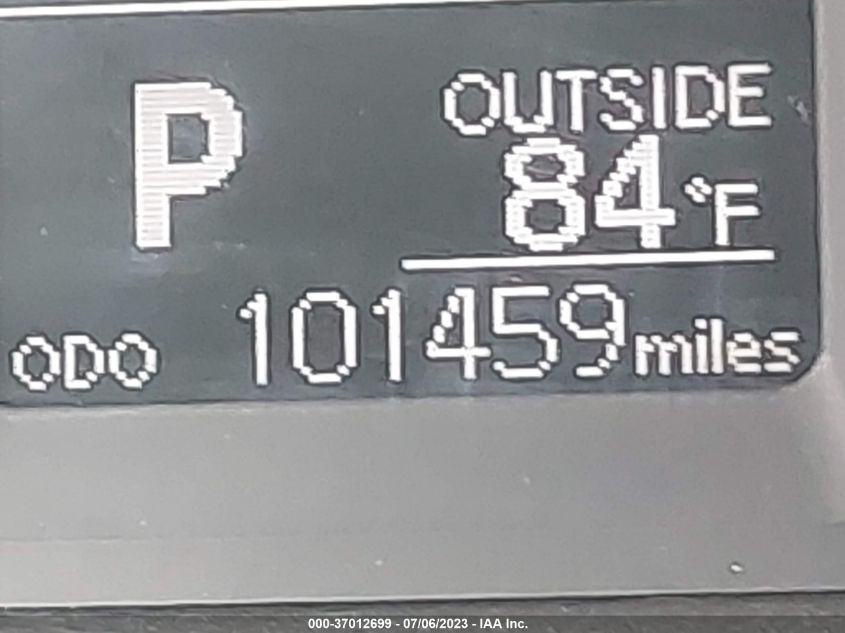 P
OUTSIDE
84°F
ODO 101459 miles
000-37012699 - 07/06/2023 - IAA Inc.